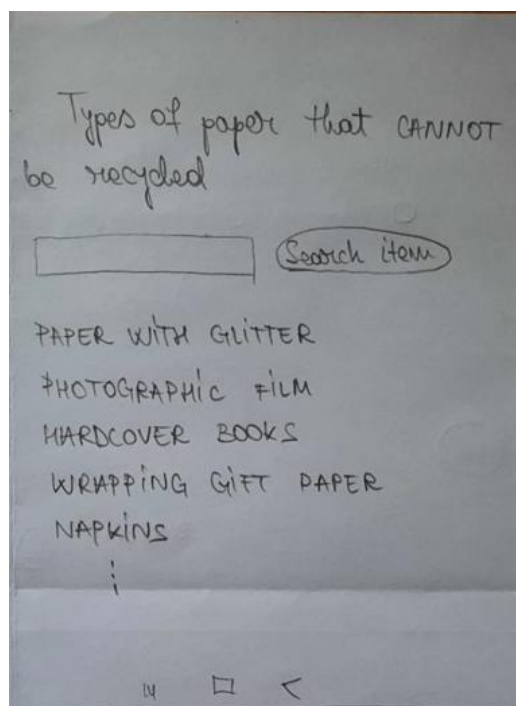 Types of paper that CANNOT
be recycled
Search item
PAPER WITH GLITTER
PHOTOGRAPHIC FILM
HARDCOVER BOOKS
WRAPPING GIFT PAPER
NAPKINS